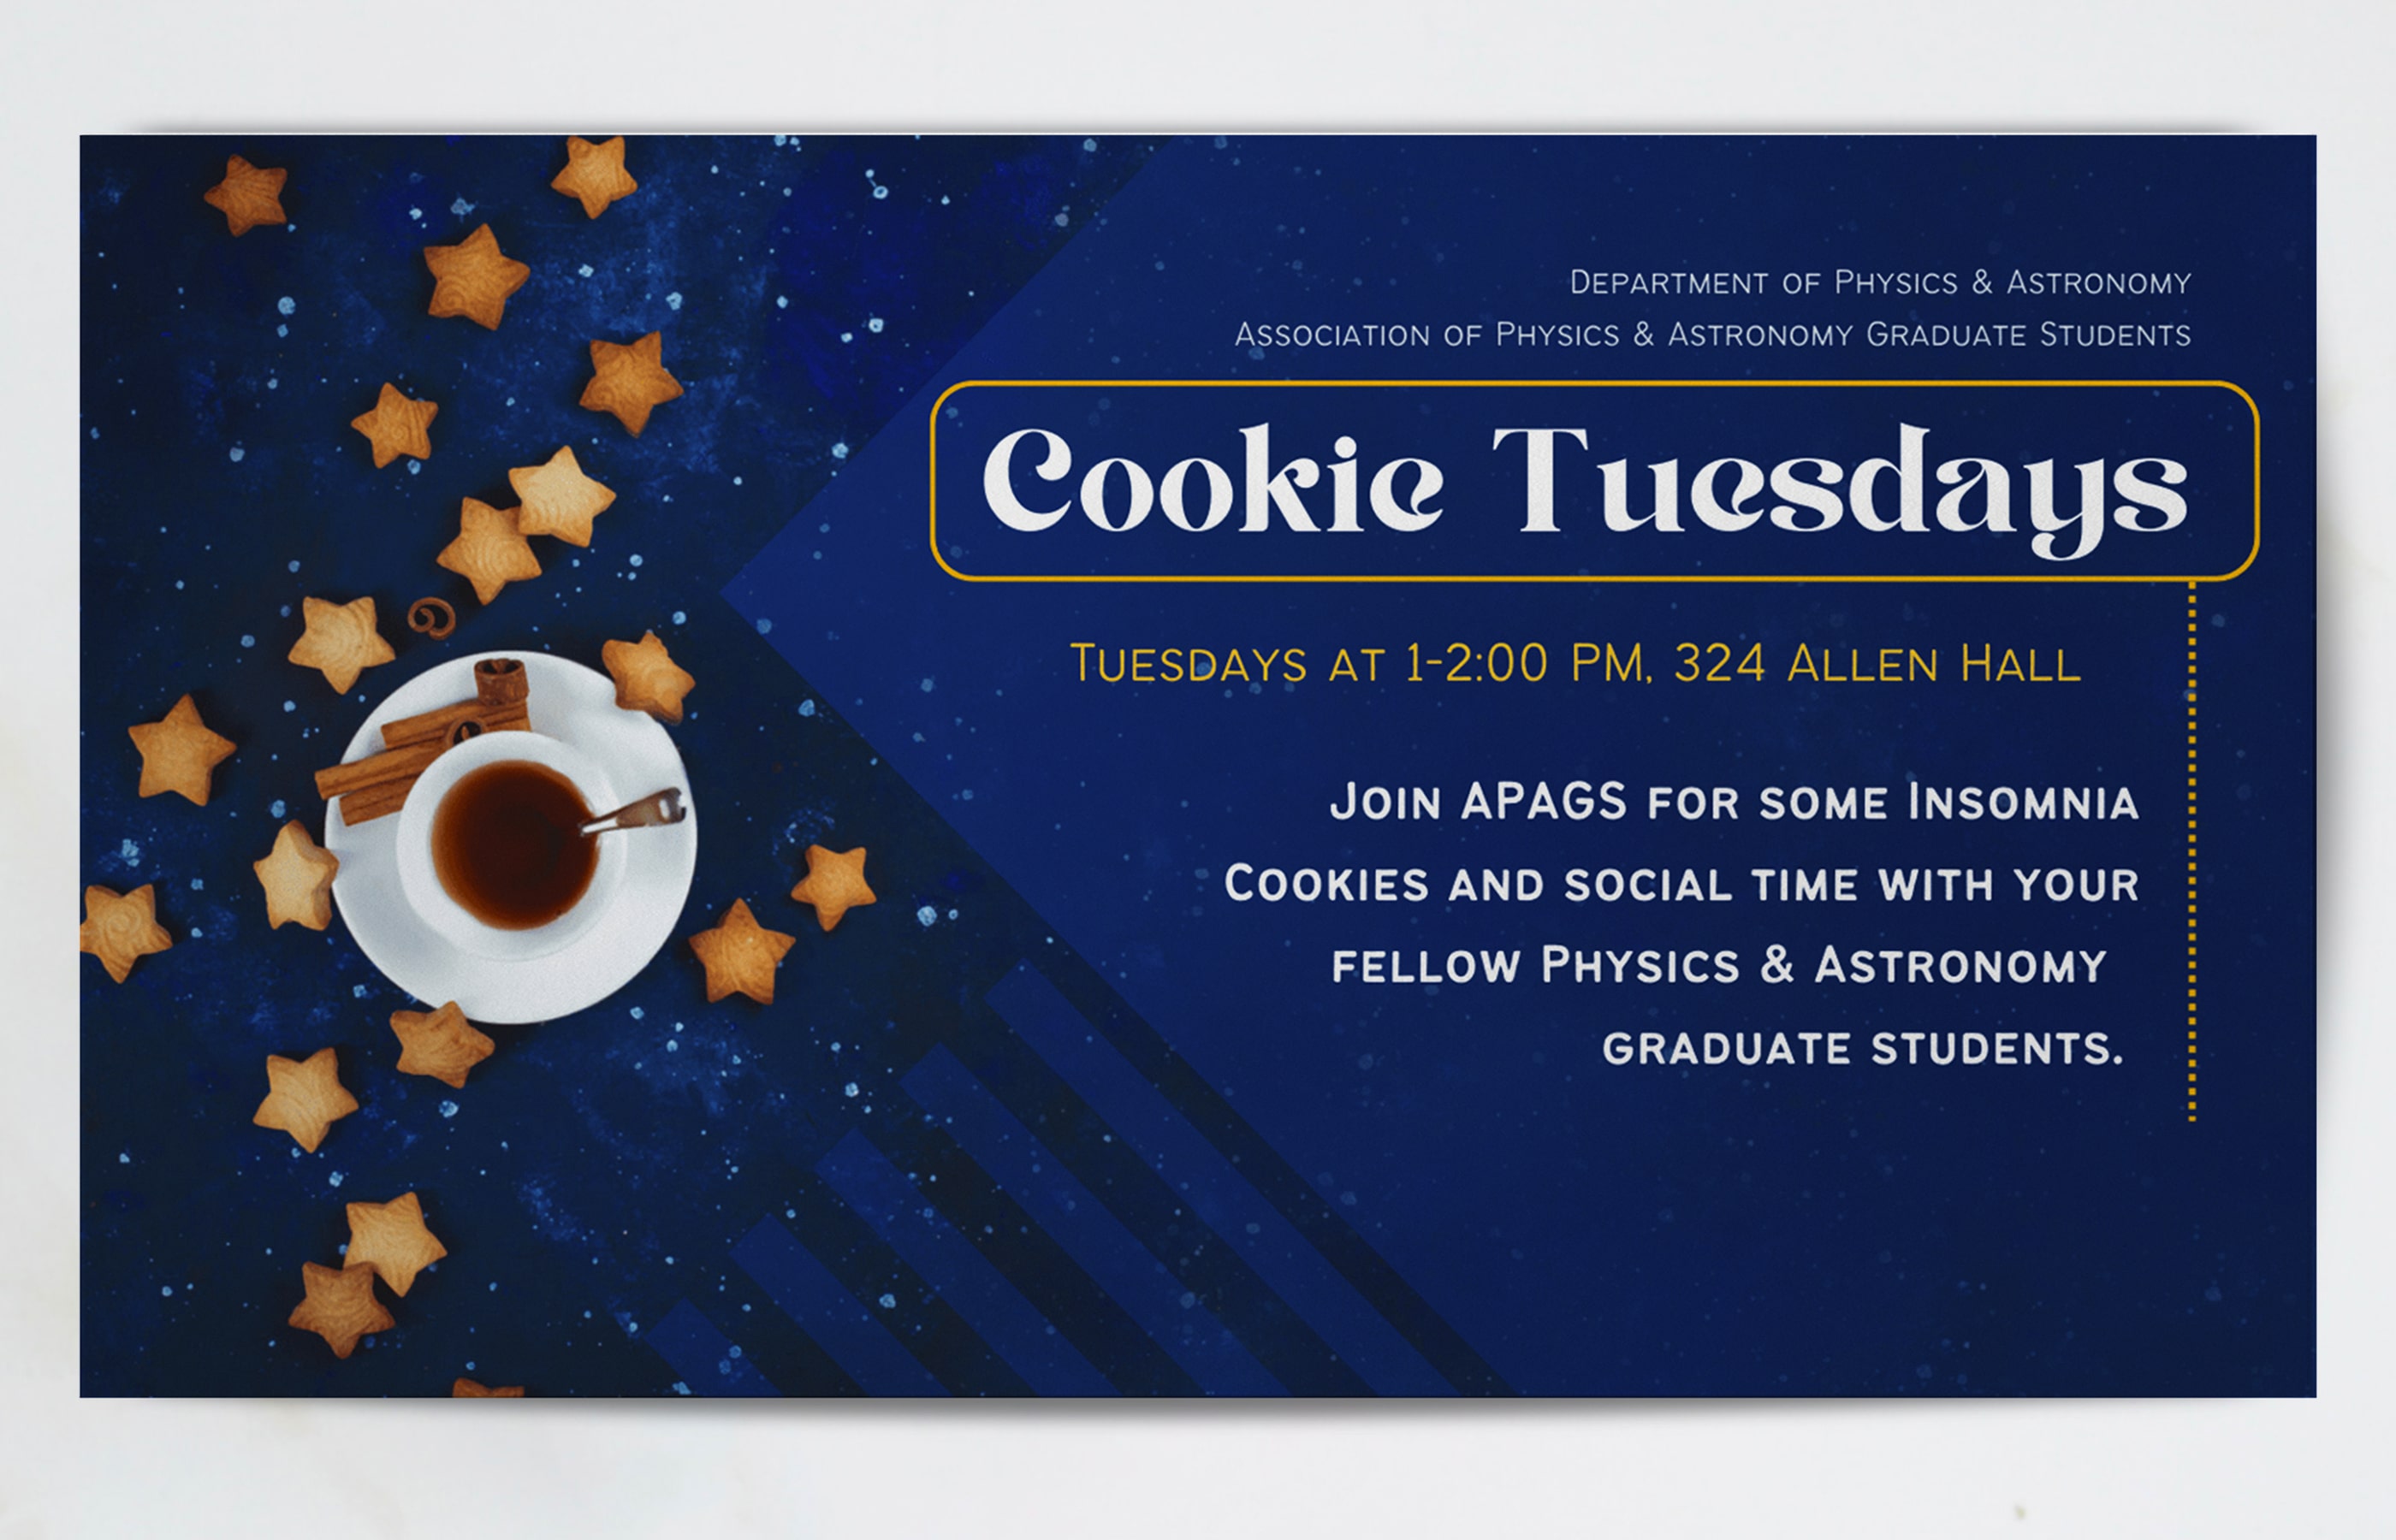 Department of Physics & Astronomy
Association of Physics & Astronomy Graduate Students
Cookie Tuesdays
Tuesdays at 1-2:00 PM, 324 Allen Hall
Join APAGS for some Insomnia
Cookies and social time with your
fellow Physics & Astronomy
graduate students.